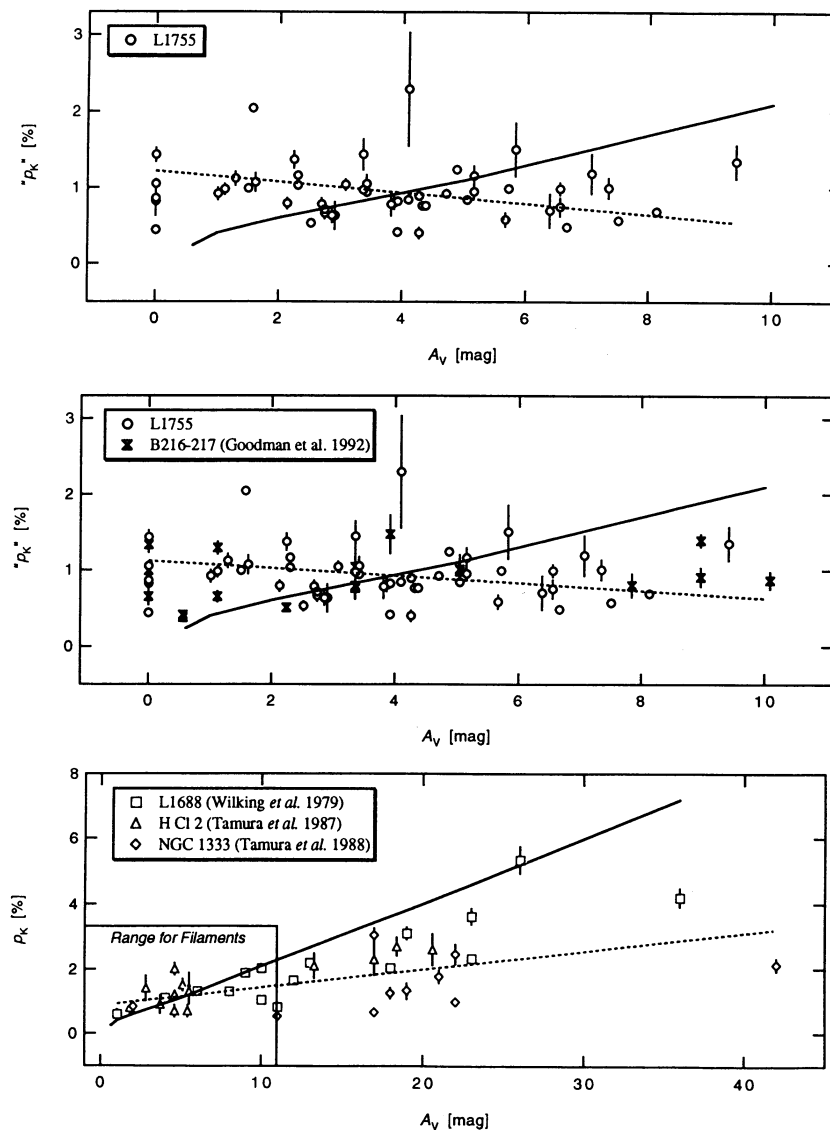 3
2
1
0
"pK" [%]
L1755
0 2 4 6 8 10
AV [mag]
3
2
1
0
"pK" [%]
L1755
B216-217 (Goodman et al. 1992)
0 2 4 6 8 10
AV [mag]
8
6
4
2
0
pK [%]
L1688 (Wilking et al. 1979)
H Cl 2 (Tamura et al. 1987)
NGC 1333 (Tamura et al. 1988)
Range for Filaments
0 10 20 30 40
AV [mag]